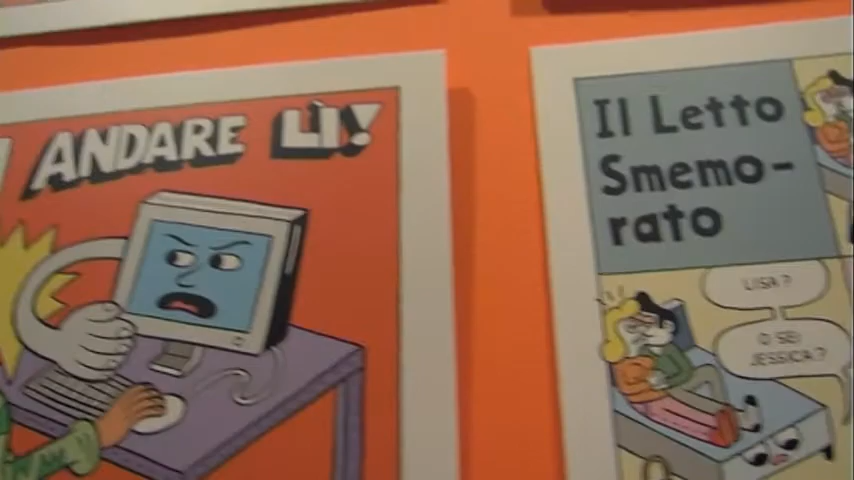 ANDARE LÌ!
Il Letto
Smemo-
rato
LISA?
O SEI
JESSICA?